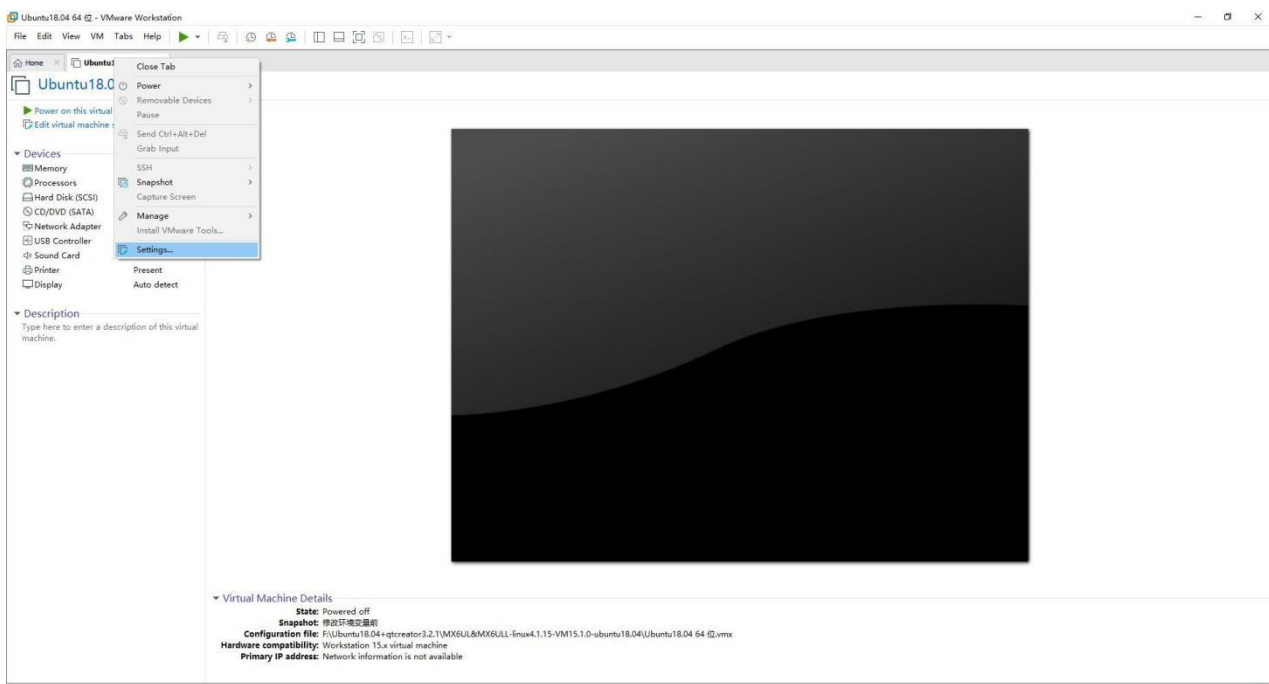 Ubuntu18.04 64 位 - VMware Workstation
File Edit View VM Tabs Help
Home Ubuntu1
Close Tab
Ubuntu18.0
Power
Removable Devices
Pause
Power on this virtual
Edit virtual machine s
Send Ctrl+Alt+Del
Grab Input
Devices
Memory
Processors
Hard Disk (SCSI)
CD/DVD (SATA)
Network Adapter
USB Controller
Sound Card
Printer Present
Display Auto detect
SSH
Snapshot
Capture Screen
Manage
Install VMware Tools...
Settings...
Description
Type here to enter a description of this virtual
machine.
Virtual Machine Details
State: Powered off
Snapshot: 修改环境变量前
Configuration file: F:\Ubuntu18.04+qtcreator3.2.1\MX6UL&MX6ULL-linux4.1.15-VM15.1.0-ubuntu18.04\Ubuntu18.04 64 位.vmx
Hardware compatibility: Workstation 15.x virtual machine
Primary IP address: Network information is not available